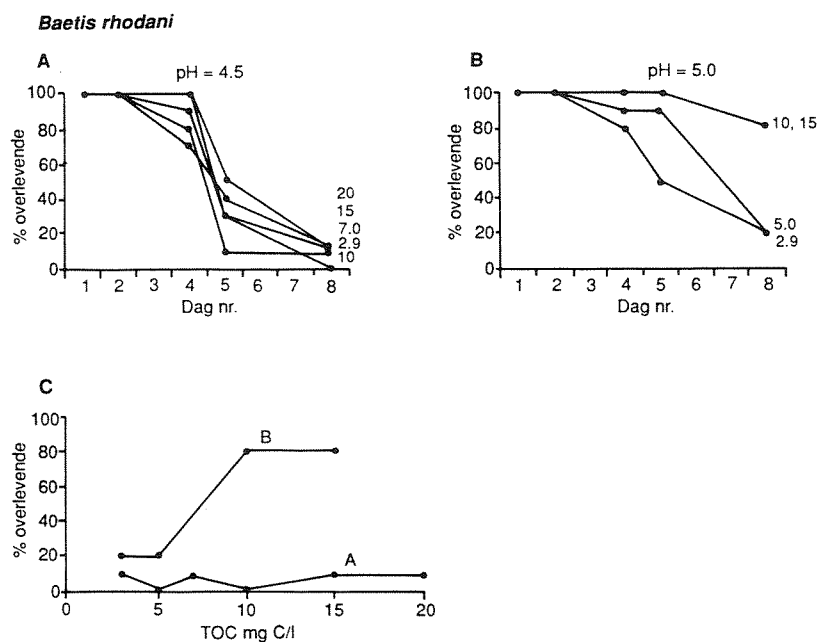 Baetis rhodani
A
pH = 4.5
% overlevende
100
80
60
40
20
0
20
15
7.0
2.9
10
1 2 3 4 5 6 7 8
Dag nr.
B
pH = 5.0
% overlevende
100
80
60
40
20
0
10, 15
5.0
2.9
1 2 3 4 5 6 7 8
Dag nr.
C
% overlevende
100
80
60
40
20
0
B
A
0 5 10 15 20
TOC mg C/l